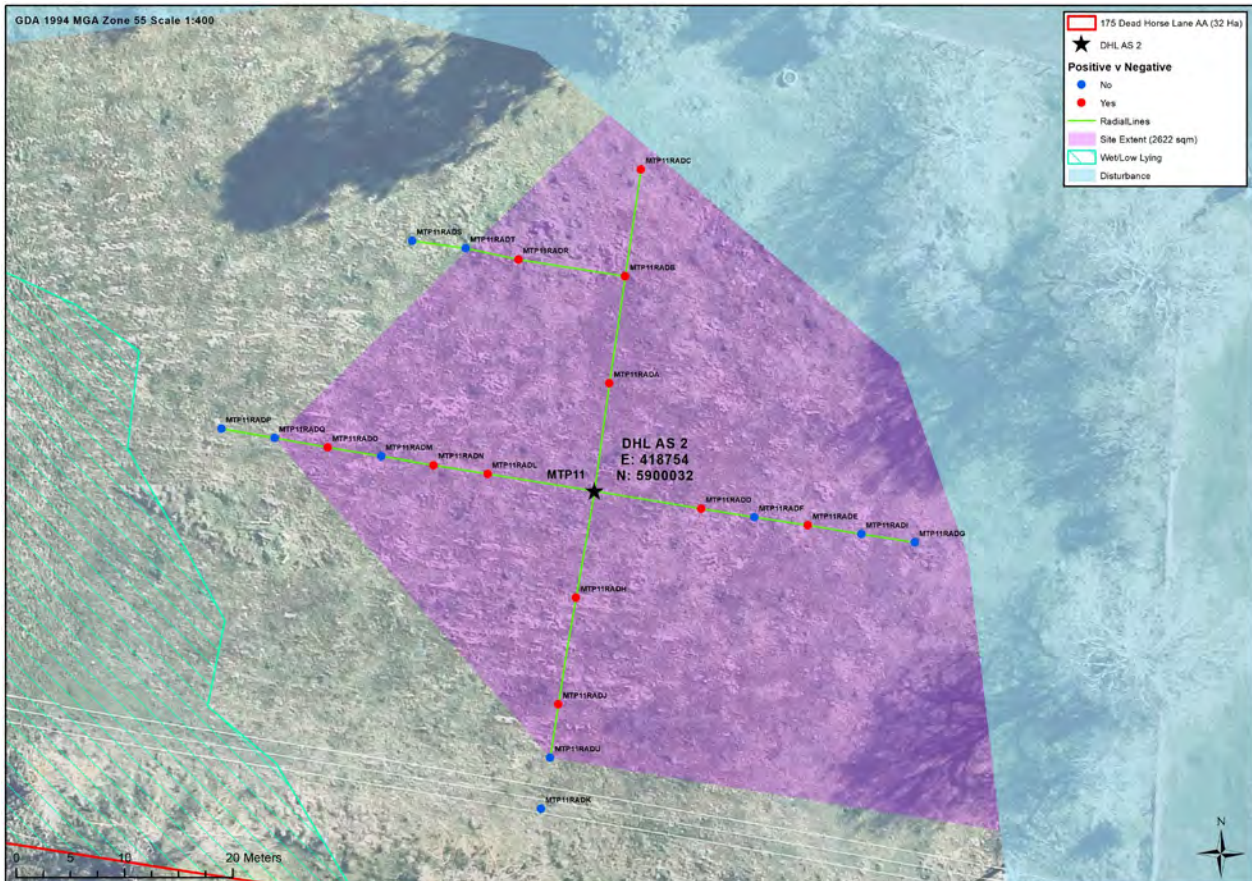 GDA 1994 MGA Zone 55 Scale 1:400
175 Dead Horse Lane AA (32 Ha)
DHL AS 2
Positive v Negative
No
Yes
RadialLines
Site Extent (2622 sqm)
Wet/Low Lying
Disturbance
MTP11RADC
MTP11RADS
MTP11RADT
MTP11RADR
MTP11RADB
MTP11RADA
MTP11RADP
MTP11RADQ
MTP11RADO
MTP11RADM
MTP11RADN
MTP11RADL
MTP11
DHL AS 2
E: 418754
N: 5900032
MTP11RADD
MTP11RADF
MTP11RADE
MTP11RADI
MTP11RADG
MTP11RADH
MTP11RADJ
MTP11RADU
MTP11RADK
0 5 10 20 Meters
N